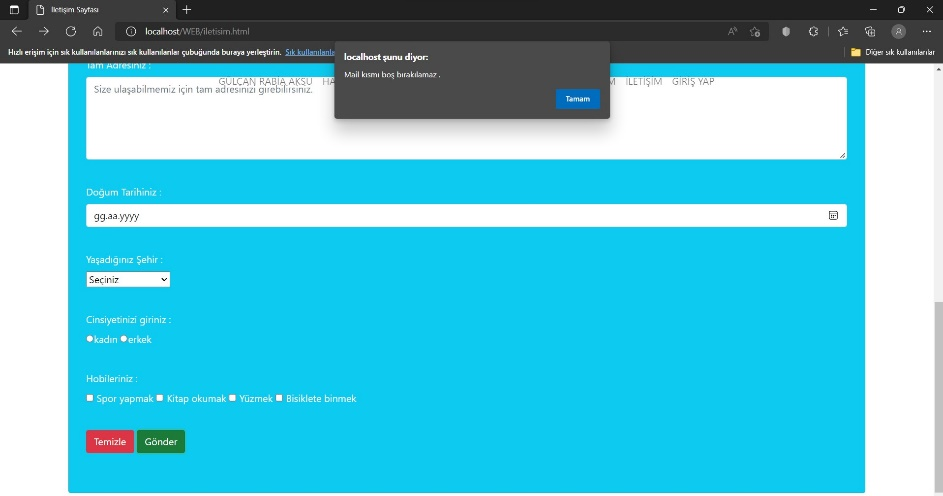 İletişim Sayfası
localhost/WEB/iletisim.html
Hızlı erişim için sık kullanılanlarınızı sık kullanılanlar çubuğunda buraya yerleştirin. Sık kullanılanla
Diğer sık kullanılanlar
localhost şunu diyor:
Mail kısmı boş bırakılamaz .
Tamam
Tam Adresiniz :
GÜLCAN RABİA AKSU HA M İLETİŞİM GİRİŞ YAP
Size ulaşabilmemiz için tam adresinizi girebilirsiniz.
Doğum Tarihiniz :
gg.aa.yyyy
Yaşadığınız Şehir :
Seçiniz
Cinsiyetinizi giriniz :
kadın erkek
Hobileriniz :
Spor yapmak Kitap okumak Yüzmek Bisiklete binmek
Temizle Gönder